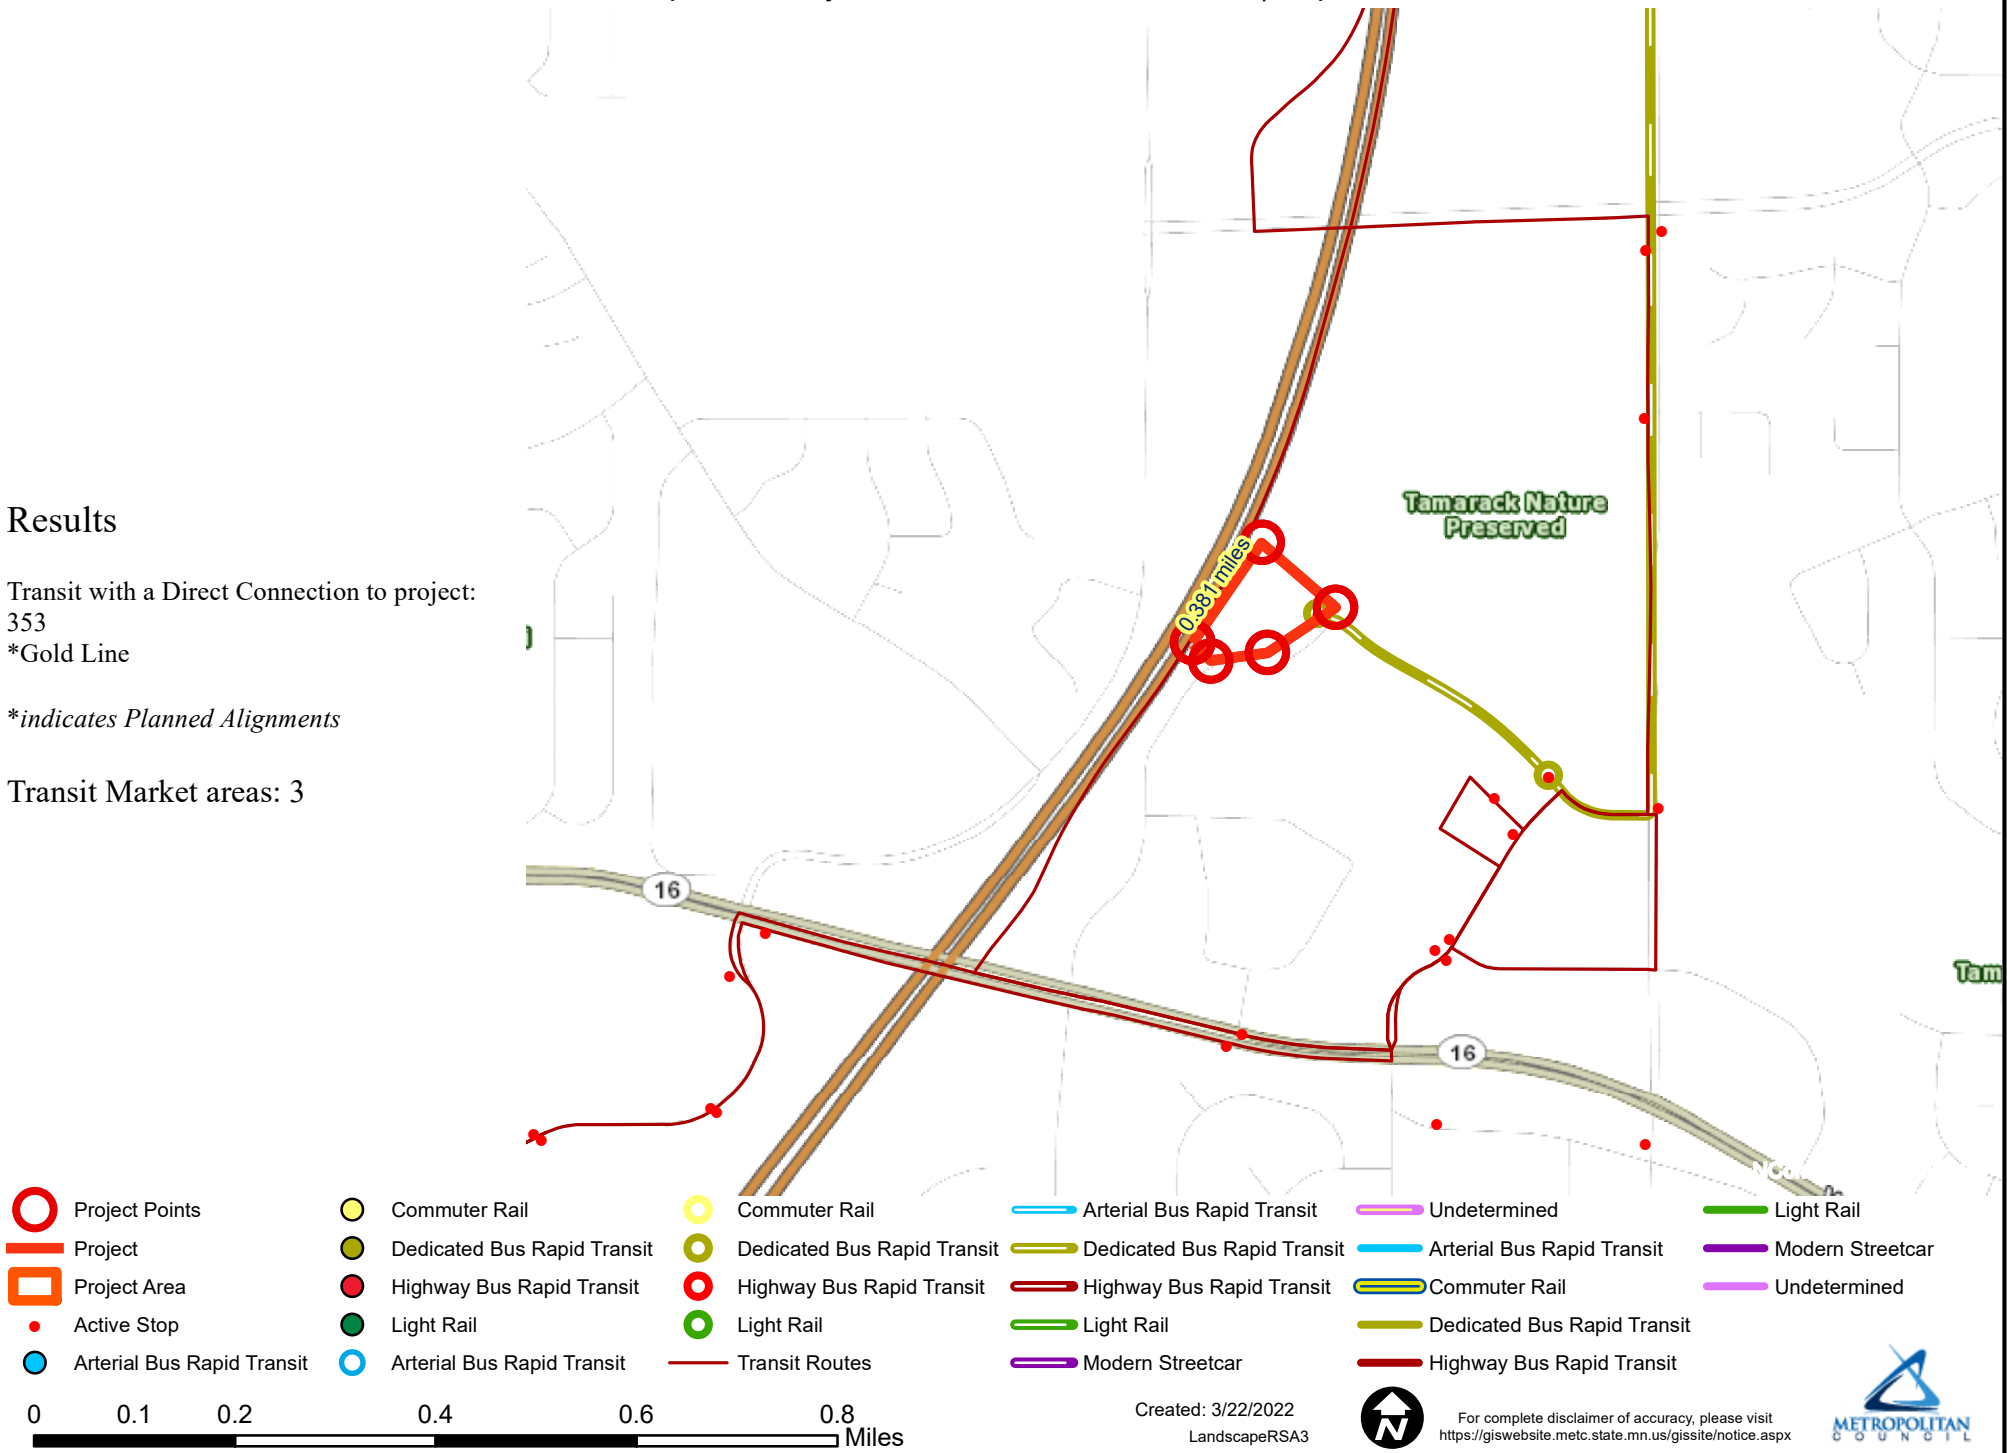 Results
Transit with a Direct Connection to project:
353
*Gold Line
*indicates Planned Alignments
Transit Market areas: 3
Tamarack Nature
Preserved
0.381 miles
16
16
Tam
Project Points
Project
Project Area
Active Stop
Arterial Bus Rapid Transit
Commuter Rail
Dedicated Bus Rapid Transit
Highway Bus Rapid Transit
Light Rail
Arterial Bus Rapid Transit
Commuter Rail
Dedicated Bus Rapid Transit
Highway Bus Rapid Transit
Light Rail
Transit Routes
Arterial Bus Rapid Transit
Dedicated Bus Rapid Transit
Highway Bus Rapid Transit
Light Rail
Modern Streetcar
Undetermined
Arterial Bus Rapid Transit
Commuter Rail
Dedicated Bus Rapid Transit
Highway Bus Rapid Transit
Light Rail
Modern Streetcar
Undetermined
0 0.1 0.2 0.4 0.6 0.8
Miles
Created: 3/22/2022
LandscapeRSA3
N
For complete disclaimer of accuracy, please visit
https://giswebsite.metc.state.mn.us/gissite/notice.aspx
METROPOLITAN
COUNCIL